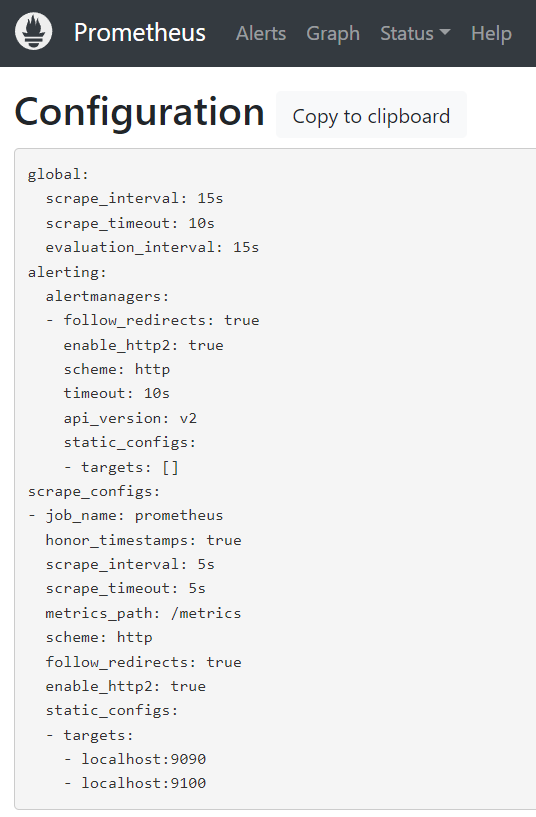 Prometheus Alerts Graph Status Help
Configuration Copy to clipboard
global:
  scrape_interval: 15s
  scrape_timeout: 10s
  evaluation_interval: 15s
alerting:
  alertmanagers:
  - follow_redirects: true
    enable_http2: true
    scheme: http
    timeout: 10s
    api_version: v2
    static_configs:
    - targets: []
scrape_configs:
- job_name: prometheus
  honor_timestamps: true
  scrape_interval: 5s
  scrape_timeout: 5s
  metrics_path: /metrics
  scheme: http
  follow_redirects: true
  enable_http2: true
  static_configs:
  - targets:
    - localhost:9090
    - localhost:9100